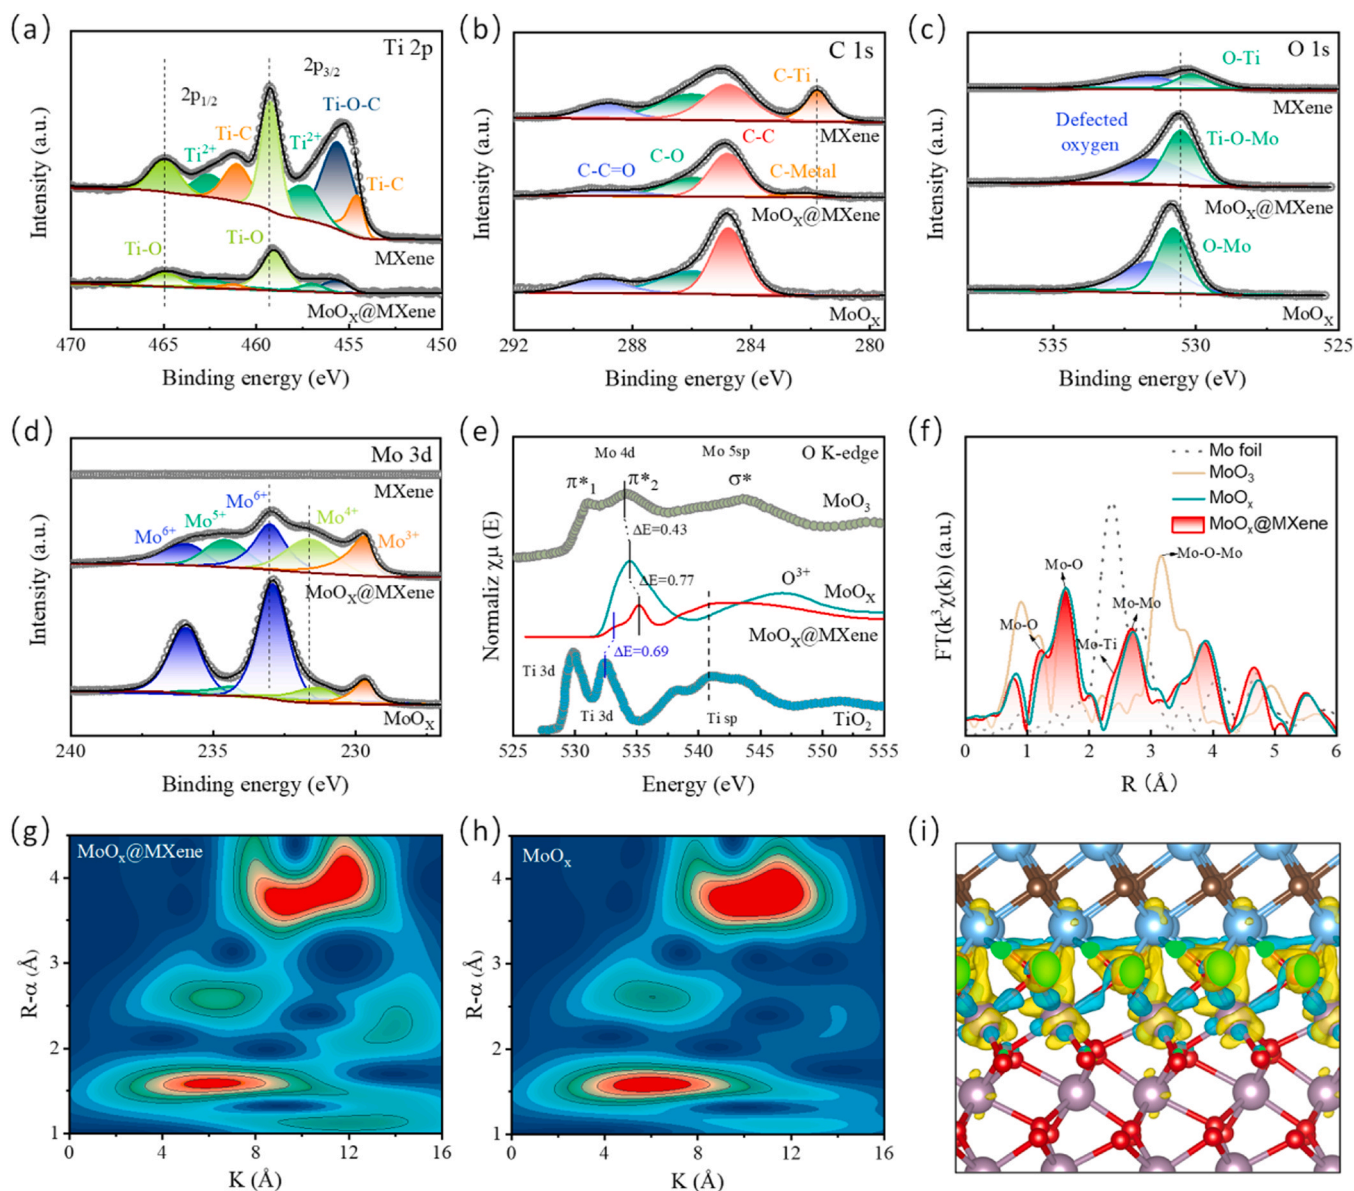 (a)
Ti 2p
2p3/2
2p1/2
Ti-O-C
Ti-C
Ti2+
Ti2+
Ti-C
MXene
Ti-O
Ti-O
MoOx@MXene
Intensity (a.u.)
470 465 460 455 450
Binding energy (eV)
(b)
C 1s
C-Ti
MXene
C-C
C-O
C-C=O
C-Metal
MoOx@MXene
MoOx
Intensity (a.u.)
292 288 284 280
Binding energy (eV)
(c)
O 1s
O-Ti
MXene
Defected
oxygen
Ti-O-Mo
MoOx@MXene
O-Mo
MoOx
Intensity (a.u.)
535 530 525
Binding energy (eV)
(d)
Mo 3d
MXene
Mo6+
Mo5+
Mo6+
Mo4+
Mo3+
MoOx@MXene
MoOx
Intensity (a.u.)
240 235 230
Binding energy (eV)
(e)
Mo 4d
Mo 5sp
O K-edge
π*1
π*2
σ*
MoO3
ΔE=0.43
ΔE=0.77
O3+
MoOx
MoOx@MXene
ΔE=0.69
Ti 3d
Ti 3d
Ti sp
TiO2
Normaliz χμ (E)
525 530 535 540 545 550 555
Energy (eV)
(f)
Mo foil
MoO3
MoOx
MoOx@MXene
Mo-O-Mo
Mo-O
Mo-Mo
Mo-O
Mo-Ti
FT(k3χ(k)) (a.u.)
0 1 2 3 4 5 6
R (Å)
(g)
MoOx@MXene
R-α (Å)
4
3
2
1
0 4 8 12 16
K (Å)
(h)
MoOx
0 4 8 12 16
K (Å)
(i)